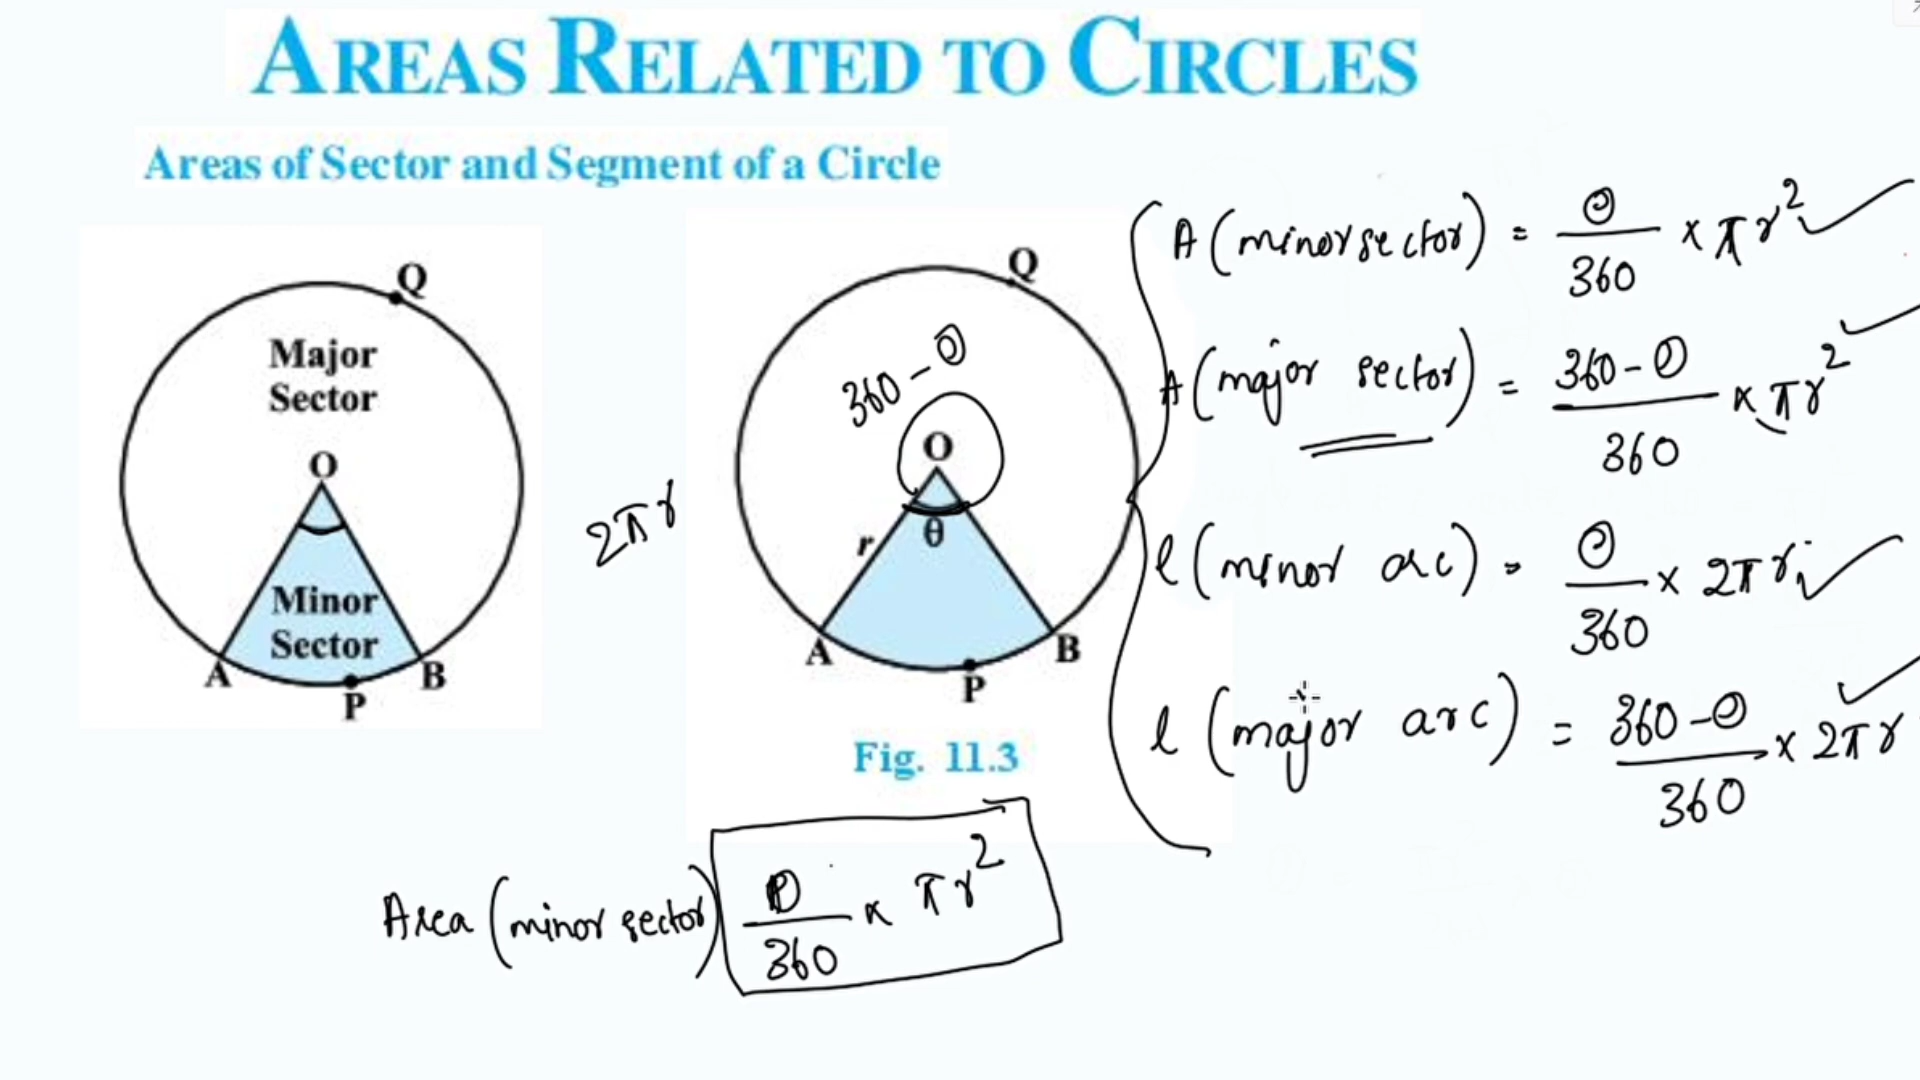 AREAS RELATED TO CIRCLES
Areas of Sector and Segment of a Circle
Q
Major
Sector
O
Minor
Sector
A
B
P
2πr
Q
360-θ
O
θ
r
A
B
P
Fig. 11.3
A (minor sector) = θ/360 × πr²
A (major sector) = 360-θ/360 × πr²
l (minor arc) = θ/360 × 2πr
l (major arc) = 360-θ/360 × 2πr
Area (minor sector) θ/360 × πr²